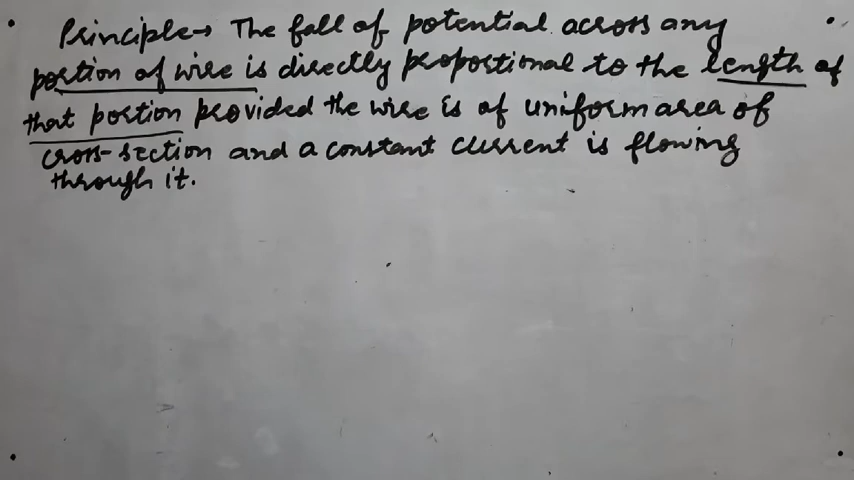 Principle→ The fall of potential across any
portion of wire is directly proportional to the length of
that portion provided the wire is of uniform area of
cross-section and a constant current is flowing
through it.